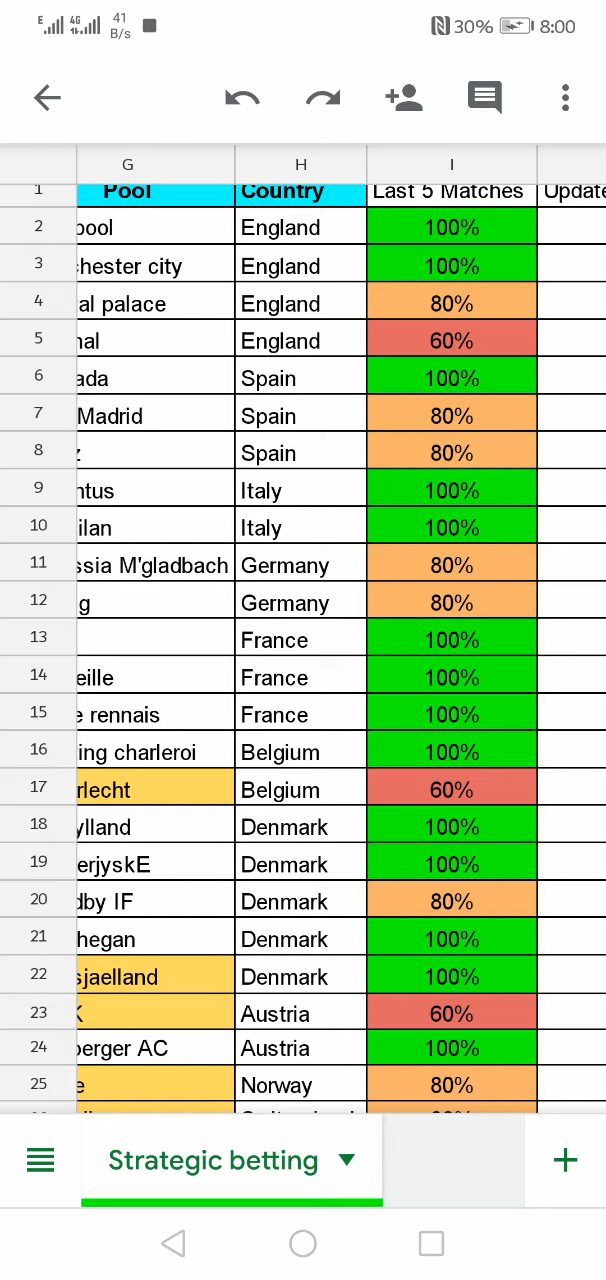 E 4G 41 B/s 30% 8:00
G H I
1 Pool Country Last 5 Matches Update
2 pool England 100%
3 chester city England 100%
4 al palace England 80%
5 nal England 60%
6 ada Spain 100%
7 Madrid Spain 80%
8 z Spain 80%
9 ntus Italy 100%
10 ilan Italy 100%
11 ssia M'gladbach Germany 80%
12 g Germany 80%
13 France 100%
14 eille France 100%
15 e rennais France 100%
16 ing charleroi Belgium 100%
17 rlecht Belgium 60%
18 ylland Denmark 100%
19 erjyskE Denmark 100%
20 dby IF Denmark 80%
21 hegan Denmark 100%
22 sjaelland Denmark 100%
23 K Austria 60%
24 berger AC Austria 100%
25 e Norway 80%
Strategic betting